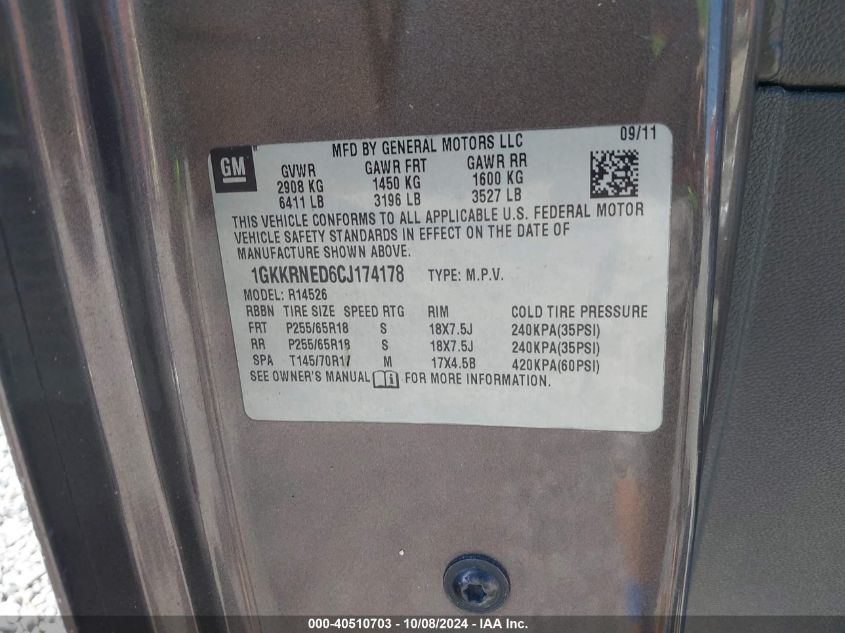 GM
MFD BY GENERAL MOTORS LLC 09/11
GVWR GAWR FRT GAWR RR
2908 KG 1450 KG 1600 KG
6411 LB 3196 LB 3527 LB
THIS VEHICLE CONFORMS TO ALL APPLICABLE U.S. FEDERAL MOTOR
VEHICLE SAFETY STANDARDS IN EFFECT ON THE DATE OF
MANUFACTURE SHOWN ABOVE.
1GKKRNED6CJ174178 TYPE: M.P.V.
MODEL: R14526
RBBN TIRE SIZE SPEED RTG RIM COLD TIRE PRESSURE
FRT P255/65R18 S 18X7.5J 240KPA(35PSI)
RR P255/65R18 S 18X7.5J 240KPA(35PSI)
SPA T145/70R17 M 17X4.5B 420KPA(60PSI)
SEE OWNER'S MANUAL FOR MORE INFORMATION.
000-40510703 - 10/08/2024 - © IAA Inc.